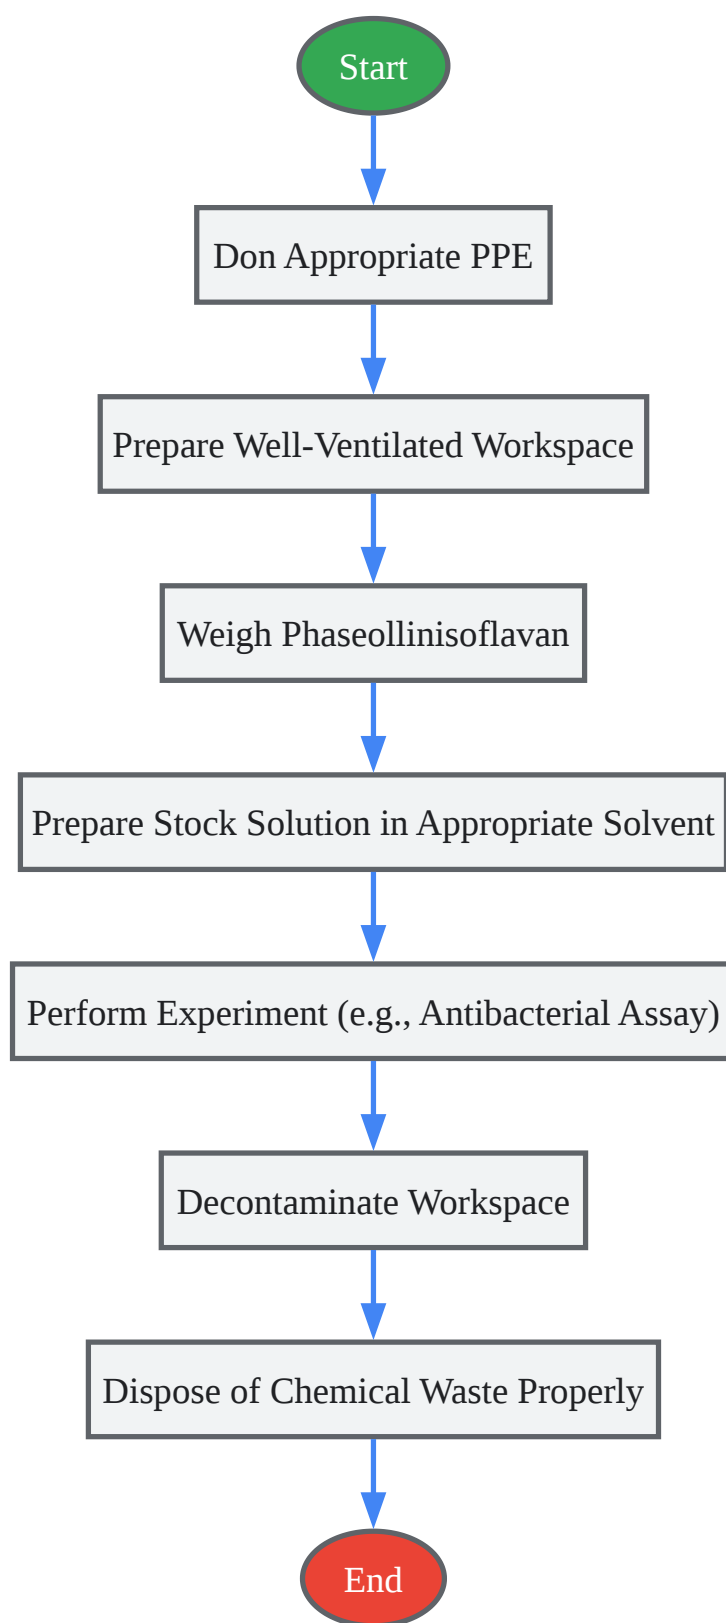 Start
Don Appropriate PPE
Prepare Well-Ventilated Workspace
Weigh Phaseollinisoflavan
Prepare Stock Solution in Appropriate Solvent
Perform Experiment (e.g., Antibacterial Assay)
Decontaminate Workspace
Dispose of Chemical Waste Properly
End